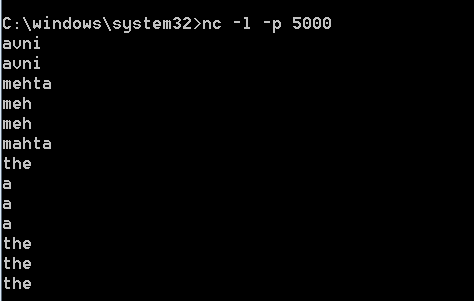 C:\windows\system32>nc -l -p 5000
avni
avni
mehta
meh
meh
mahta
the
a
a
a
the
the
the